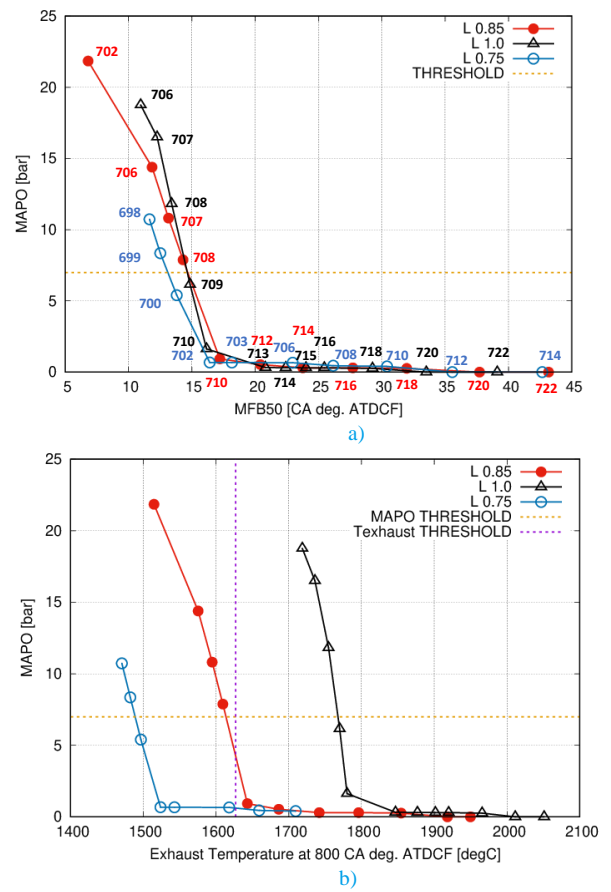 L 0.85
L 1.0
L 0.75
THRESHOLD
MAPO [bar]
25
20
15
10
5
0
702
706
706
707
708
698
707
699
708
709
700
710
702
703
712
713
706
714
715
716
708
718
710
720
712
722
714
710
714
716
718
720
722
5 10 15 20 25 30 35 40 45
MFB50 [CA deg. ATDCF]
a)
L 0.85
L 1.0
L 0.75
MAPO THRESHOLD
Texhaust THRESHOLD
MAPO [bar]
25
20
15
10
5
0
1400 1500 1600 1700 1800 1900 2000 2100
Exhaust Temperature at 800 CA deg. ATDCF [degC]
b)